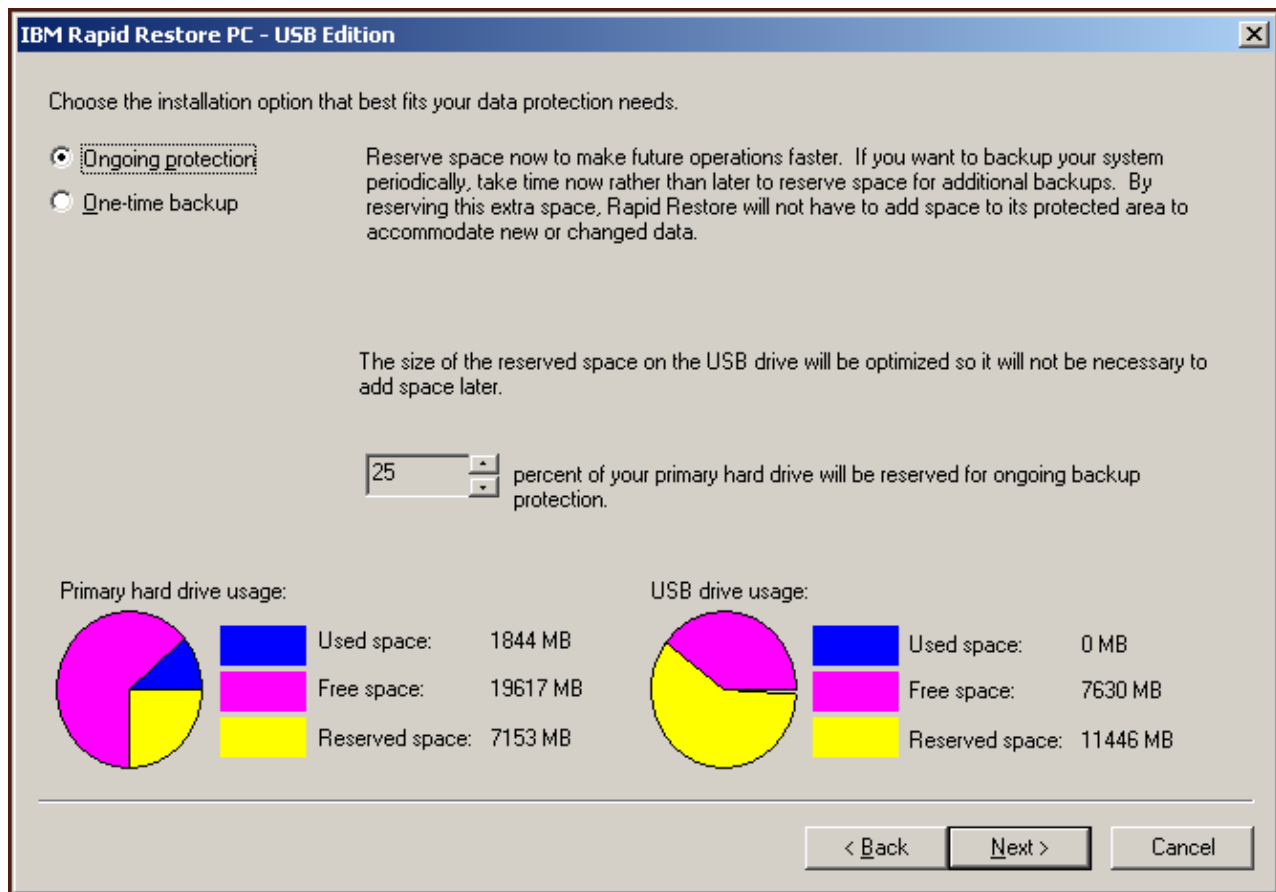 IBM Rapid Restore PC - USB Edition
Choose the installation option that best fits your data protection needs.
Ongoing protection
One-time backup
Reserve space now to make future operations faster.  If you want to backup your system
periodically, take time now rather than later to reserve space for additional backups.  By
reserving this extra space, Rapid Restore will not have to add space to its protected area to
accommodate new or changed data.
The size of the reserved space on the USB drive will be optimized so it will not be necessary to
add space later.
25
percent of your primary hard drive will be reserved for ongoing backup
protection.
Primary hard drive usage:
Used space: 1844 MB
Free space: 19617 MB
Reserved space: 7153 MB
USB drive usage:
Used space: 0 MB
Free space: 7630 MB
Reserved space: 11446 MB
< Back
Next >
Cancel